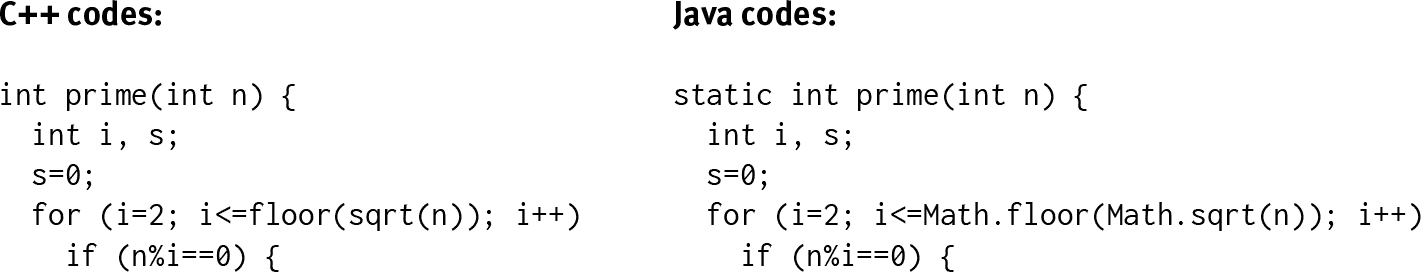 C++ codes:
int prime(int n) {
  int i, s;
  s=0;
  for (i=2; i<=floor(sqrt(n)); i++)
    if (n%i==0) {
Java codes:
static int prime(int n) {
  int i, s;
  s=0;
  for (i=2; i<=Math.floor(Math.sqrt(n)); i++)
    if (n%i==0) {